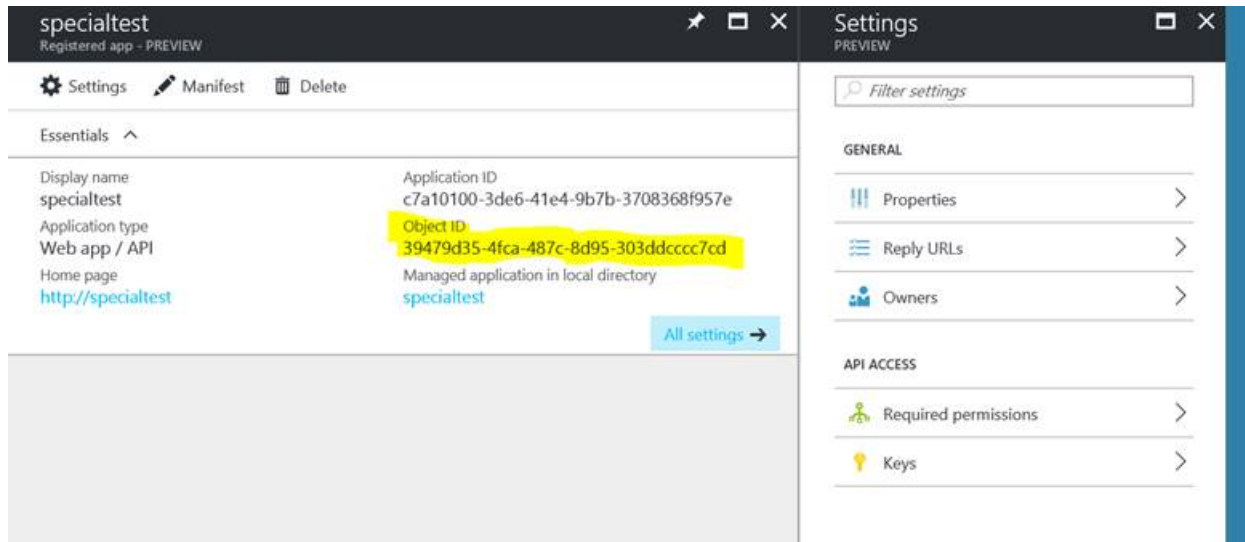 specialtest
Registered app - PREVIEW
Settings
Manifest
Delete
Essentials
Display name
specialtest
Application type
Web app / API
Home page
http://specialtest
Application ID
c7a10100-3de6-41e4-9b7b-3708368f957e
Object ID
39479d35-4fca-487c-8d95-303ddcccc7cd
Managed application in local directory
specialtest
All settings
Settings
PREVIEW
Filter settings
GENERAL
Properties
Reply URLs
Owners
API ACCESS
Required permissions
Keys